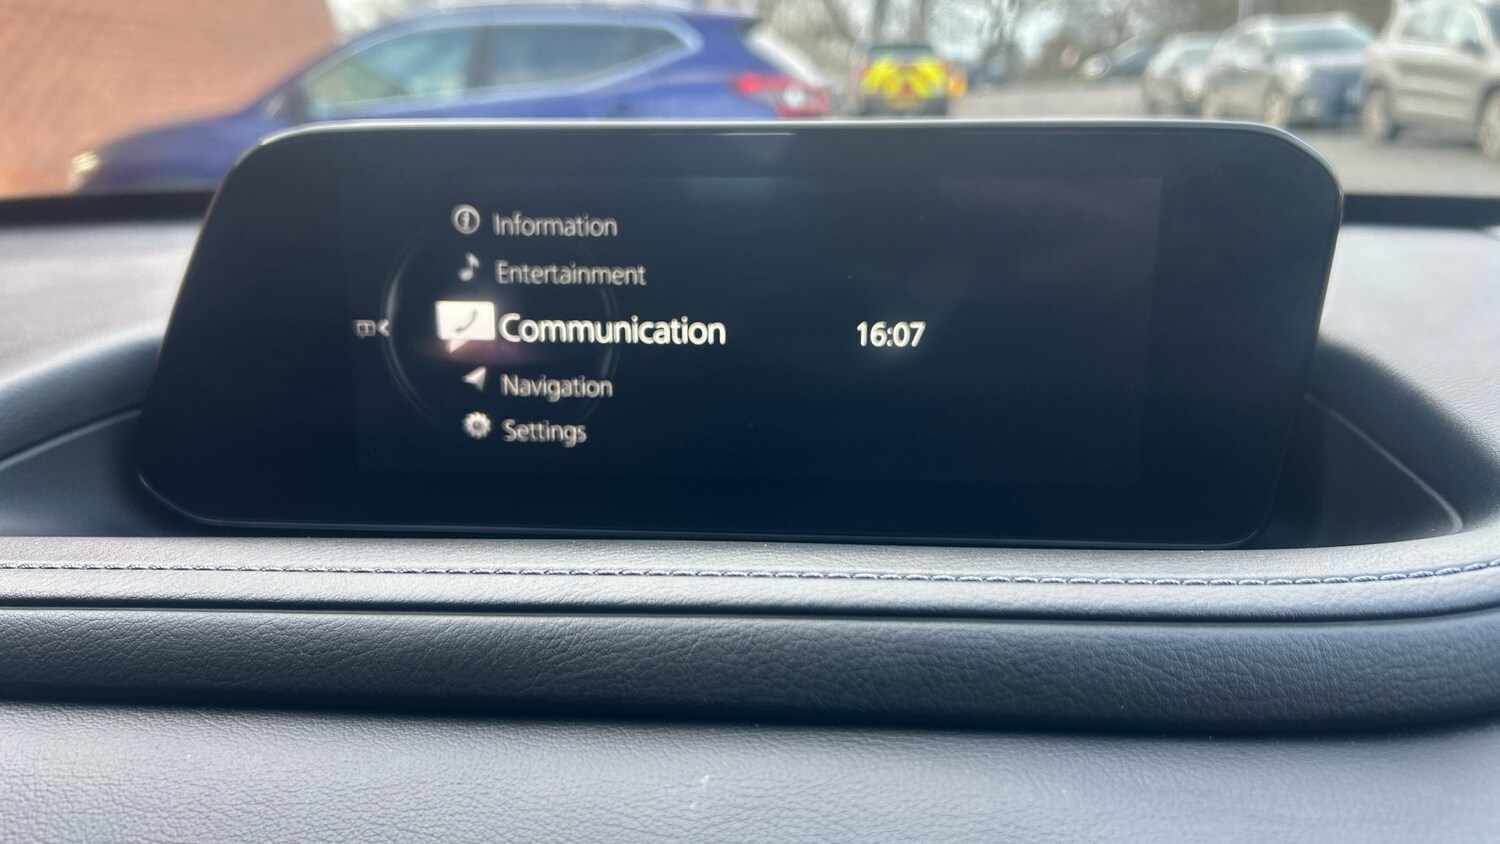 Information
Entertainment
Communication
16:07
Navigation
Settings